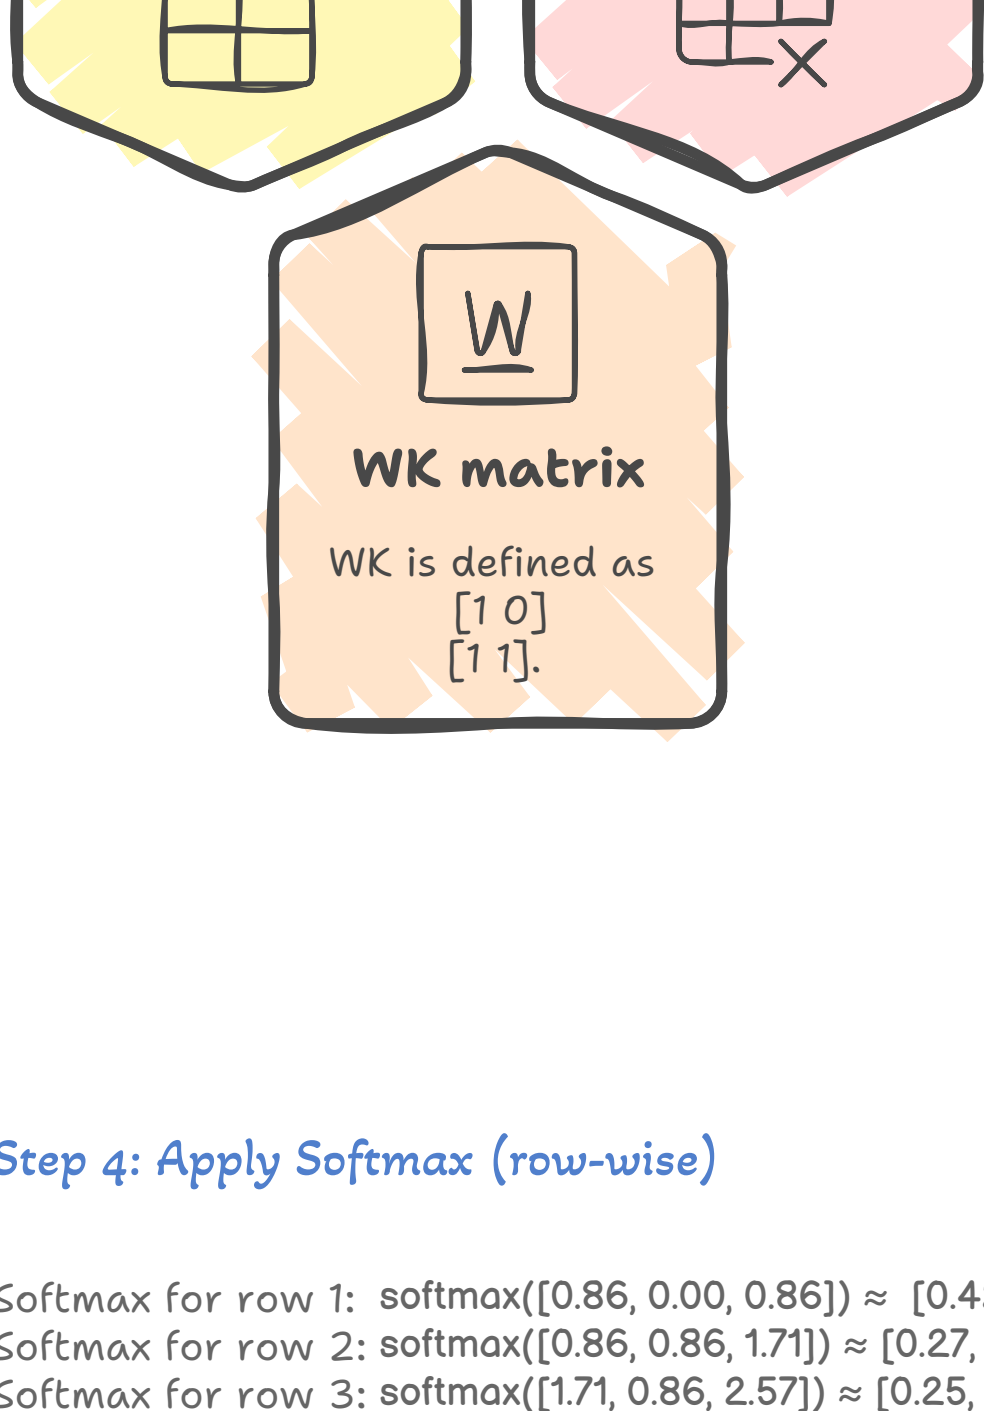 W
WK matrix
WK is defined as
[1 0]
[1 1].
Step 4: Apply Softmax (row-wise)
Softmax for row 1: softmax([0.86, 0.00, 0.86]) ≈ [0.4
Softmax for row 2: softmax([0.86, 0.86, 1.71]) ≈ [0.27,
Softmax for row 3: softmax([1.71, 0.86, 2.57]) ≈ [0.25,